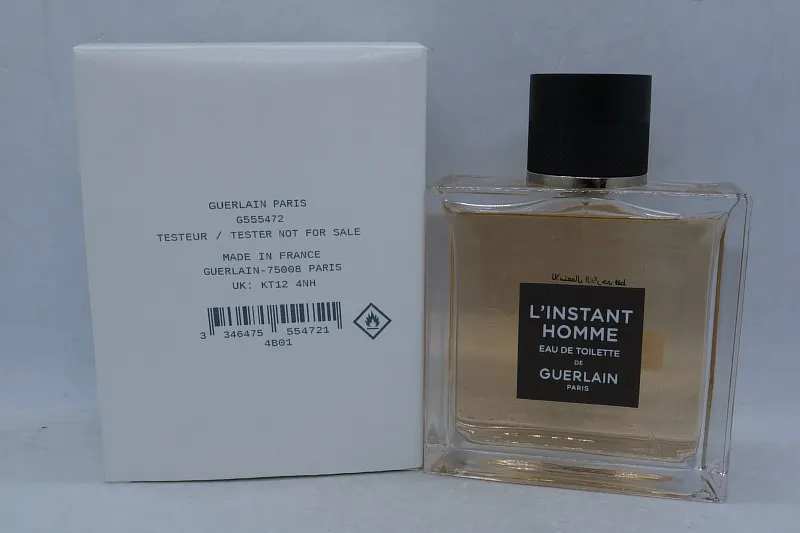 GUERLAIN PARIS
G555472
TESTEUR / TESTER NOT FOR SALE
MADE IN FRANCE
GUERLAIN-75008 PARIS
UK: KT12 4NH
3 346475 554721
4B01
L'INSTANT
HOMME
EAU DE TOILETTE
DE
GUERLAIN
PARIS